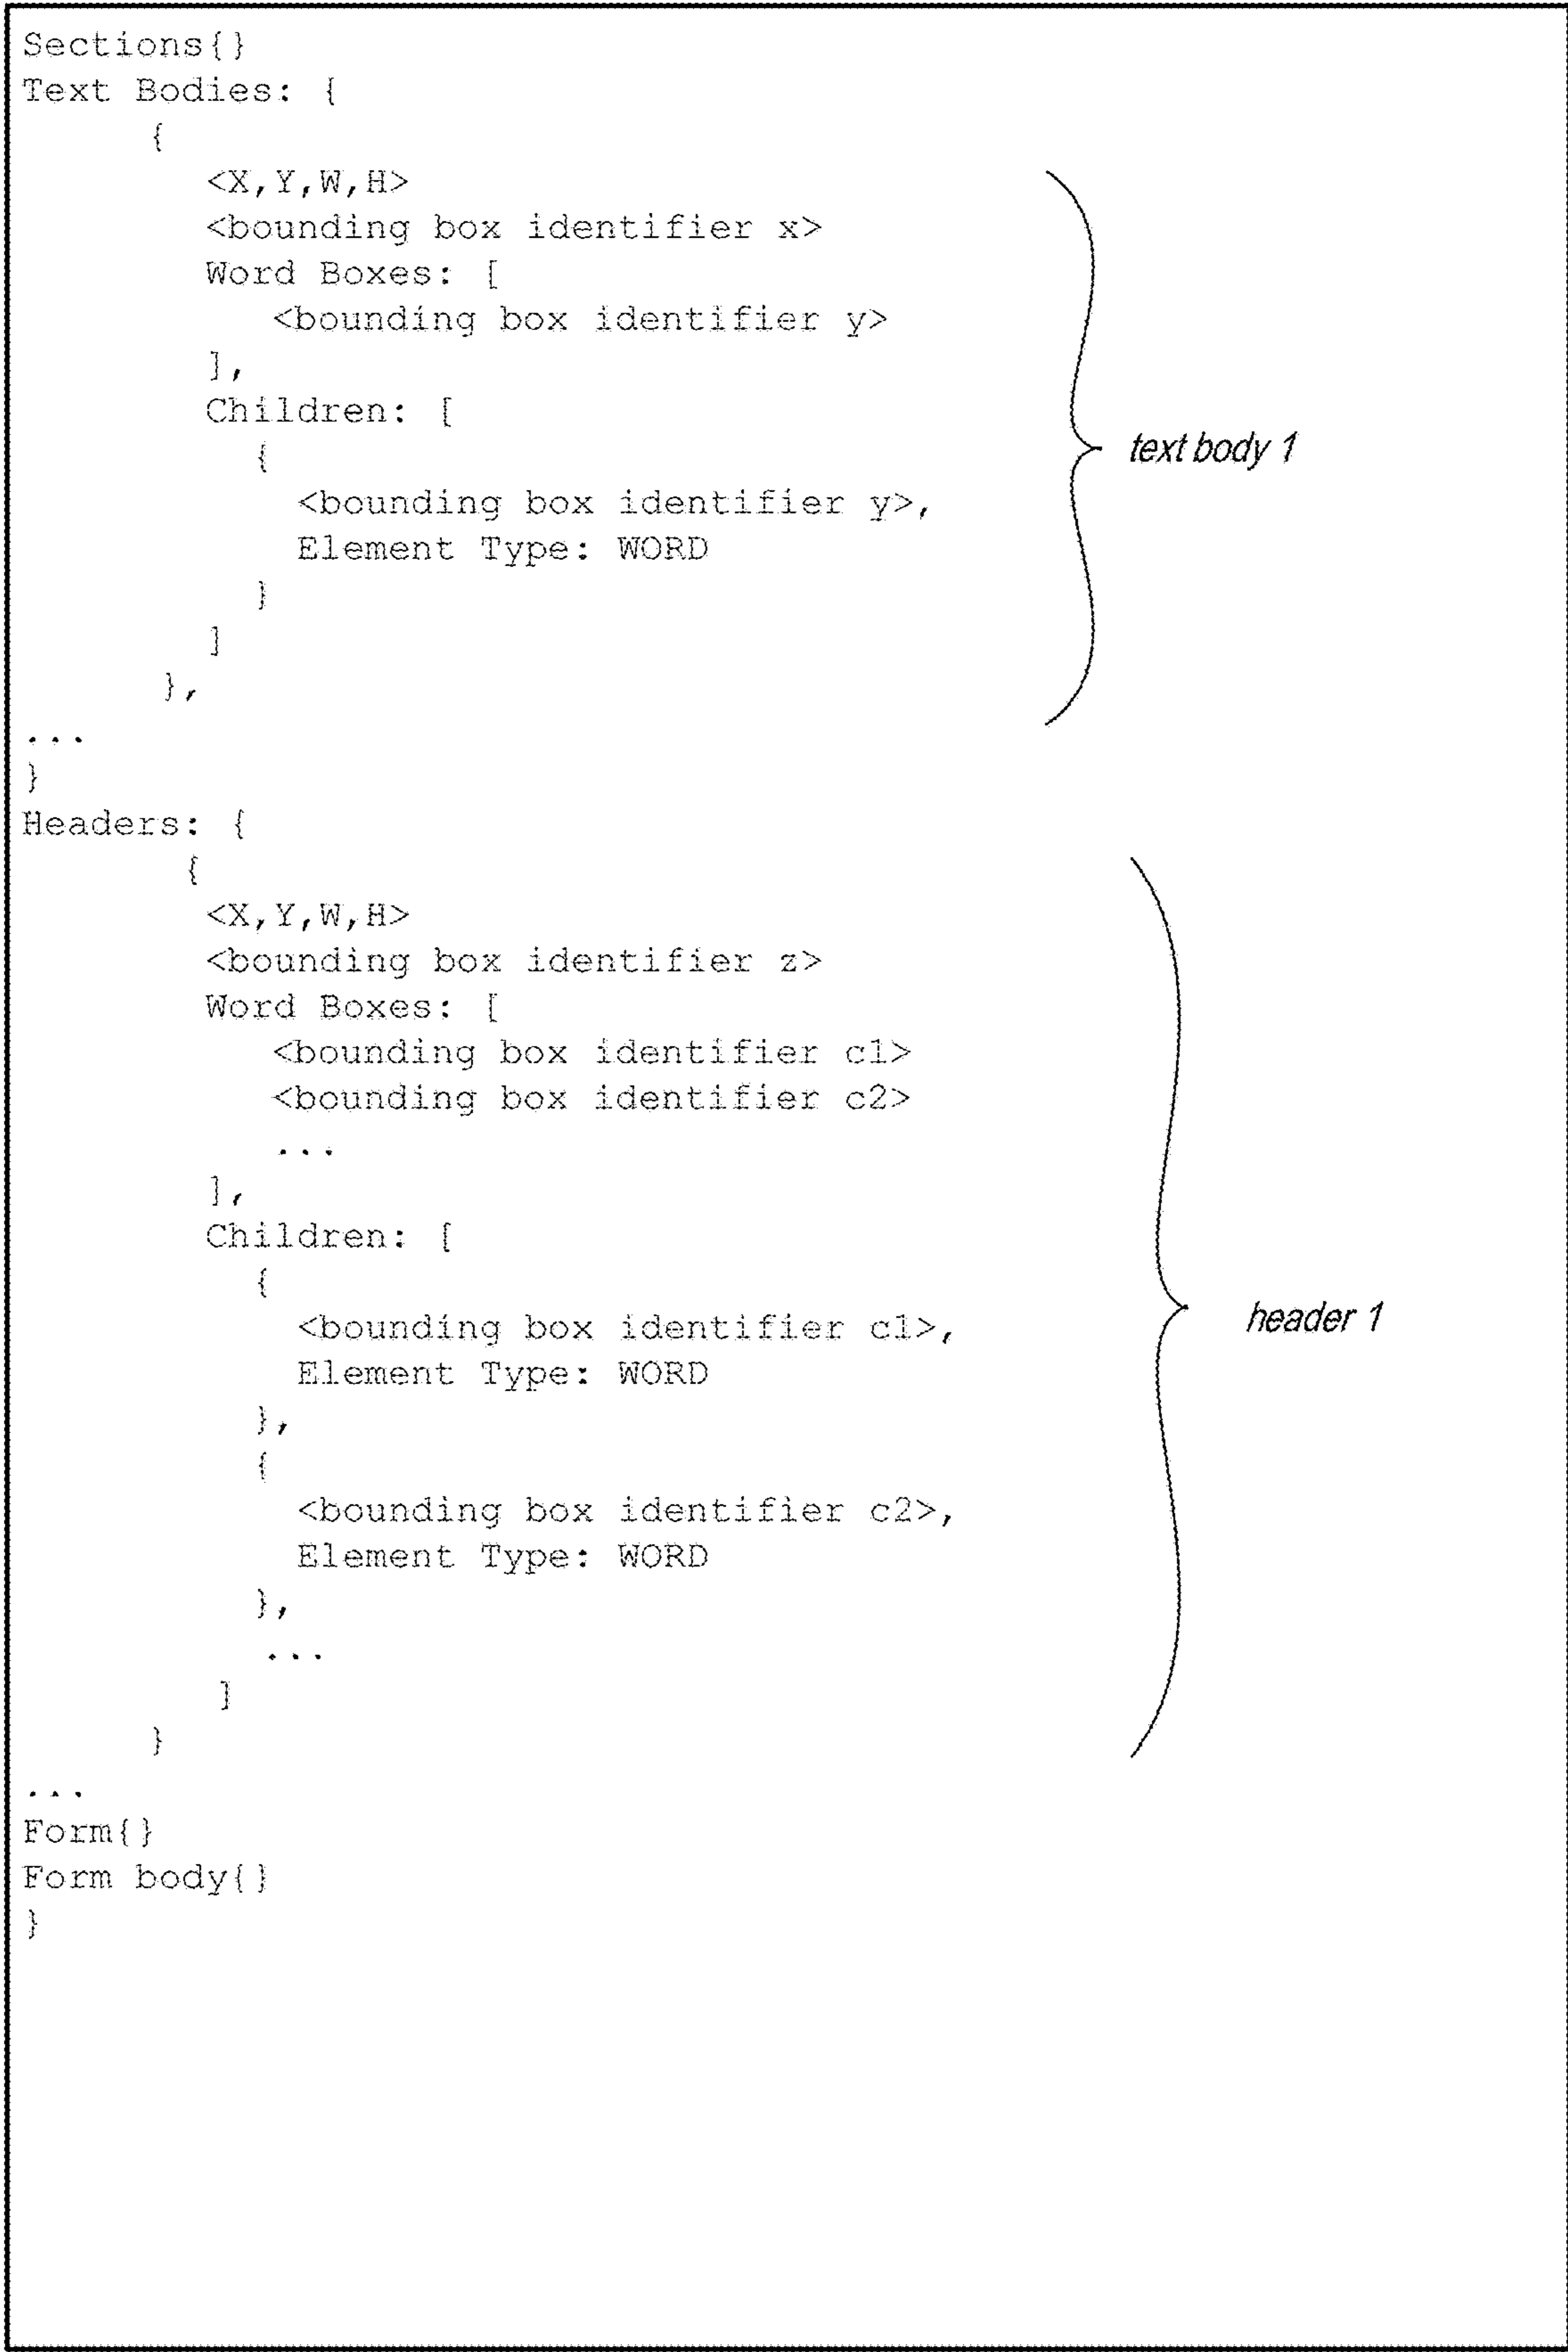 Sections{}
Text Bodies: {
{
<X,Y,W,H>
<bounding box identifier x>
Word Boxes: [
<bounding box identifier y>
],
Children: [
{
<bounding box identifier y>,
Element Type: WORD
}
]
},
...
}
text body 1
Headers: {
{
<X,Y,W,H>
<bounding box identifier z>
Word Boxes: [
<bounding box identifier c1>
<bounding box identifier c2>
...
],
Children: [
{
<bounding box identifier c1>,
Element Type: WORD
},
{
<bounding box identifier c2>,
Element Type: WORD
},
...
]
}
header 1
...
Form{}
Form body{}
}